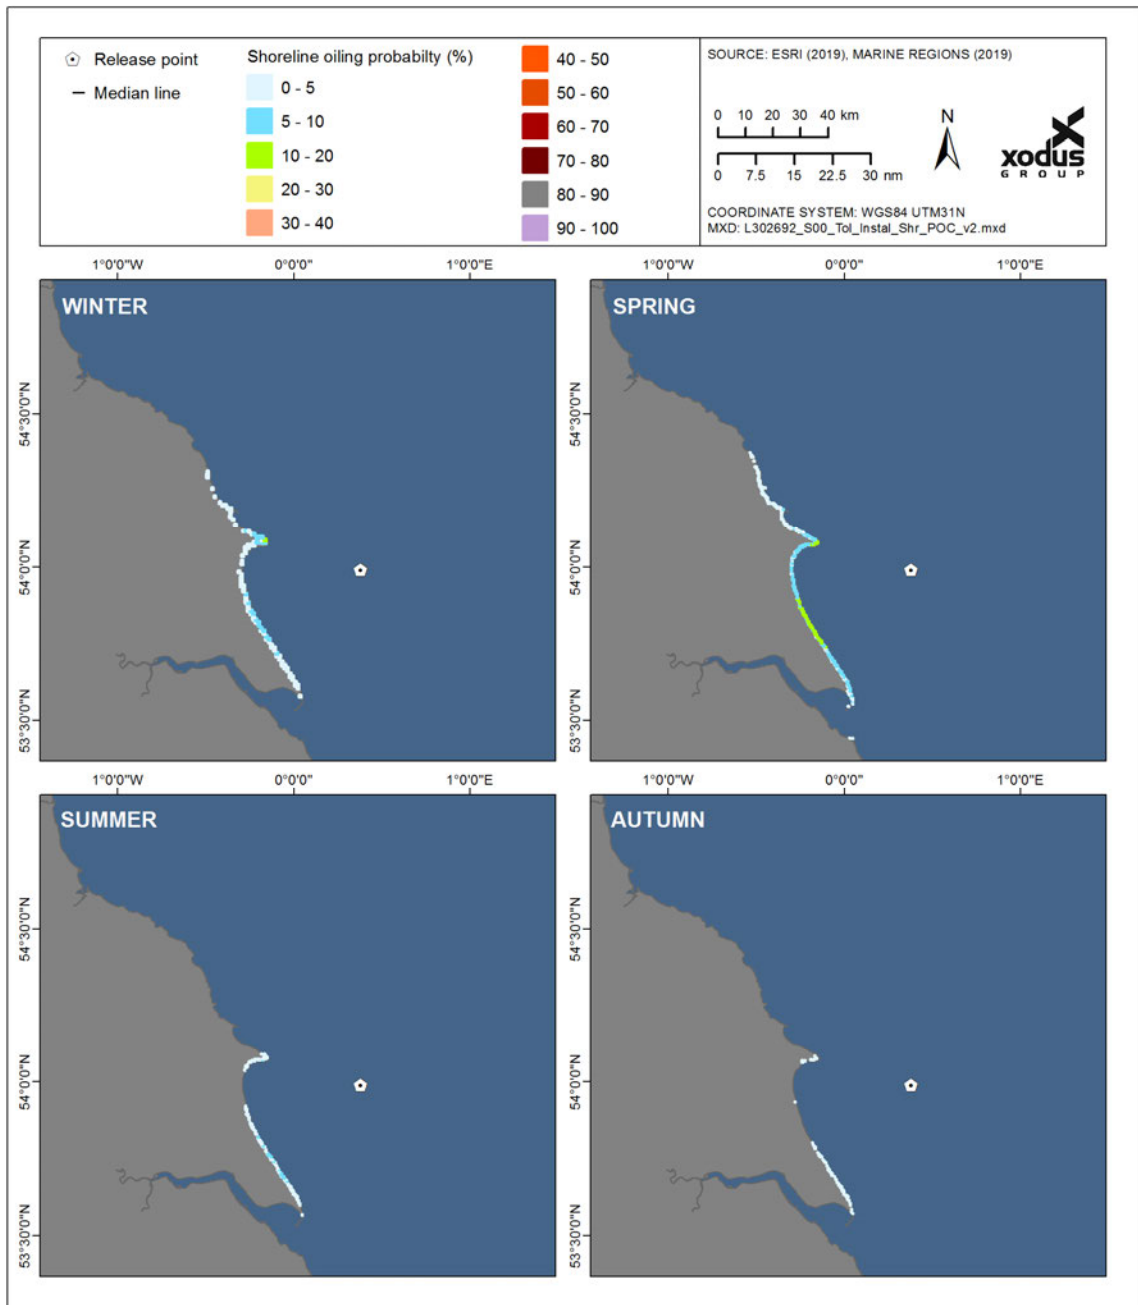 Release point
Median line
Shoreline oiling probabilty (%)
0 - 5
5 - 10
10 - 20
20 - 30
30 - 40
40 - 50
50 - 60
60 - 70
70 - 80
80 - 90
90 - 100
SOURCE: ESRI (2019), MARINE REGIONS (2019)
0 10 20 30 40 km
0 7.5 15 22.5 30 nm
N
xodus
GROUP
COORDINATE SYSTEM: WGS84 UTM31N
MXD: L302692_S00_Tol_Instal_Shr_POC_v2.mxd
1°0'0"W 0°0'0" 1°0'0"E
WINTER
54°30'0"N
54°0'0"N
53°30'0"N
1°0'0"W 0°0'0" 1°0'0"E
SPRING
54°30'0"N
54°0'0"N
53°30'0"N
1°0'0"W 0°0'0" 1°0'0"E
SUMMER
54°30'0"N
54°0'0"N
53°30'0"N
1°0'0"W 0°0'0" 1°0'0"E
AUTUMN
54°30'0"N
54°0'0"N
53°30'0"N